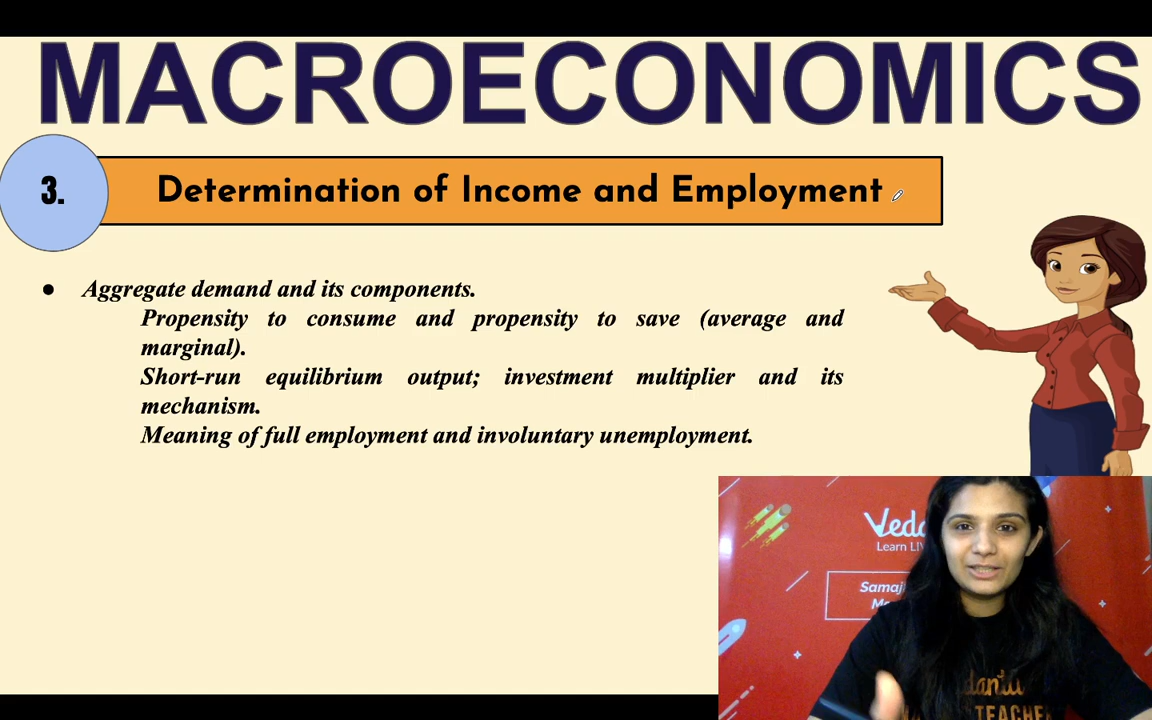 MACROECONOMICS
3.
Determination of Income and Employment
● Aggregate demand and its components.
Propensity to consume and propensity to save (average and
marginal).
Short-run equilibrium output; investment multiplier and its
mechanism.
Meaning of full employment and involuntary unemployment.